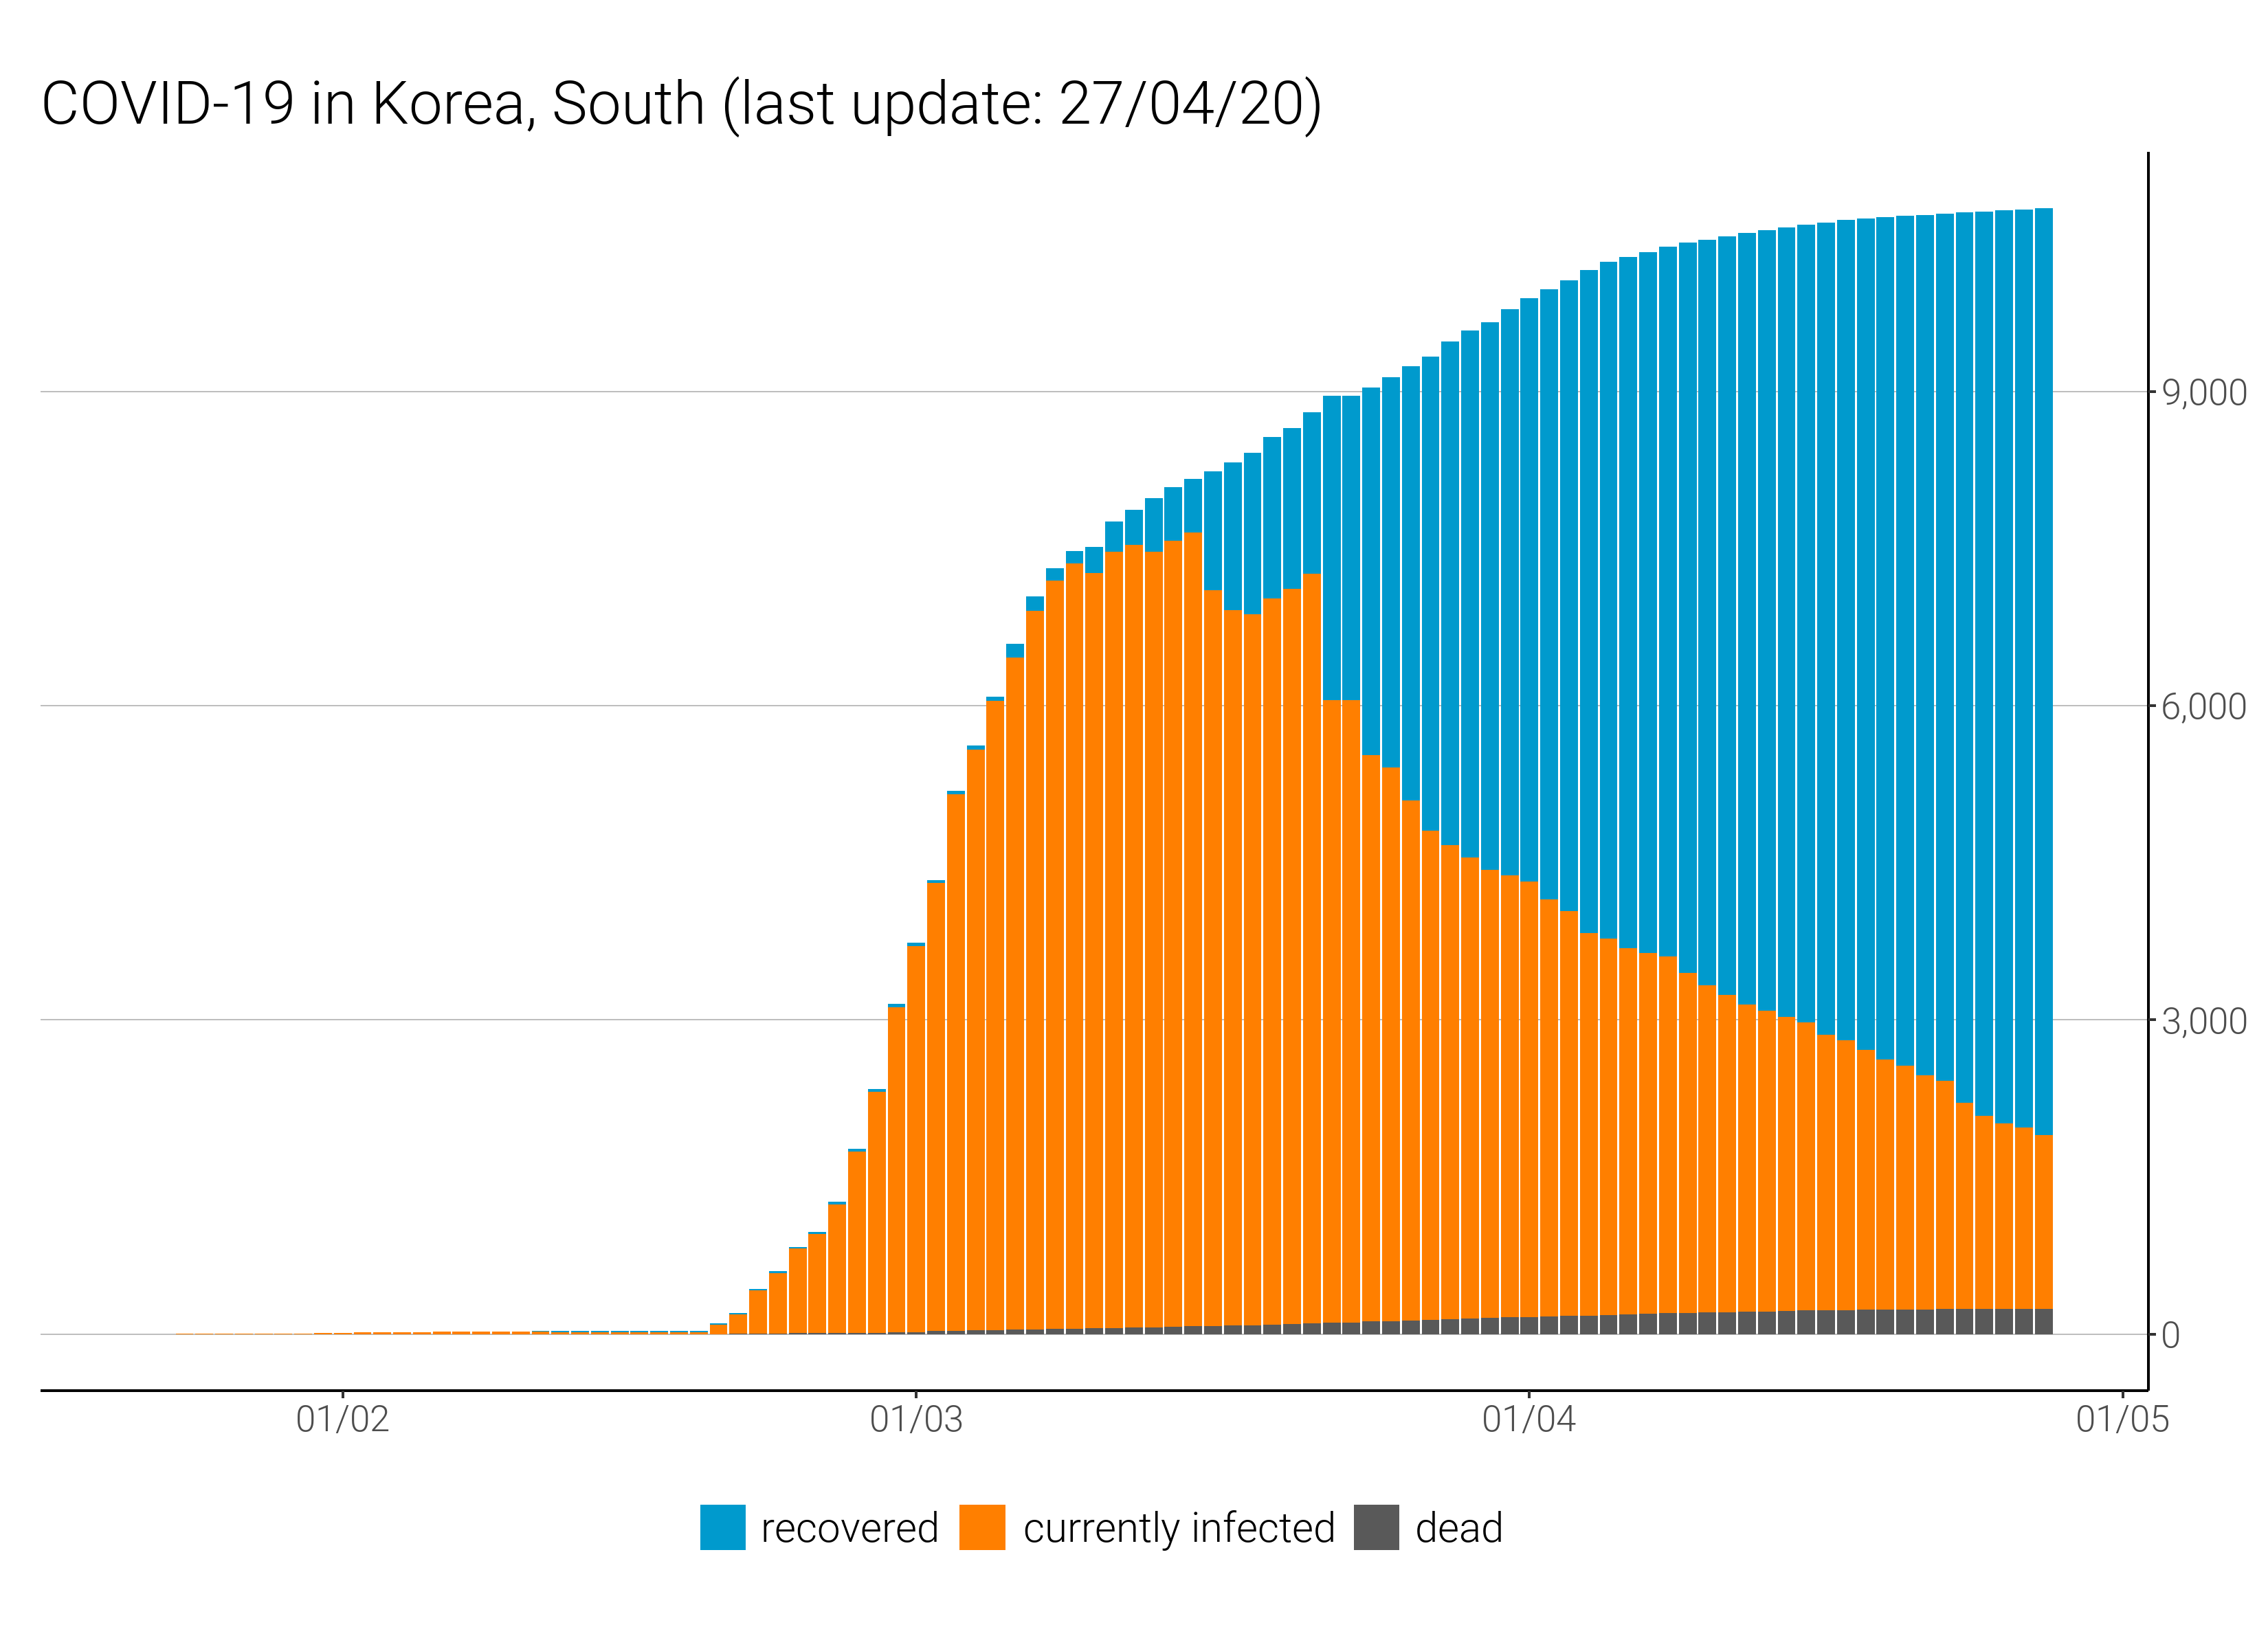 COVID-19 in Korea, South (last update: 27/04/20)
9,000
6,000
3,000
0
01/02 01/03 01/04 01/05
recovered currently infected dead